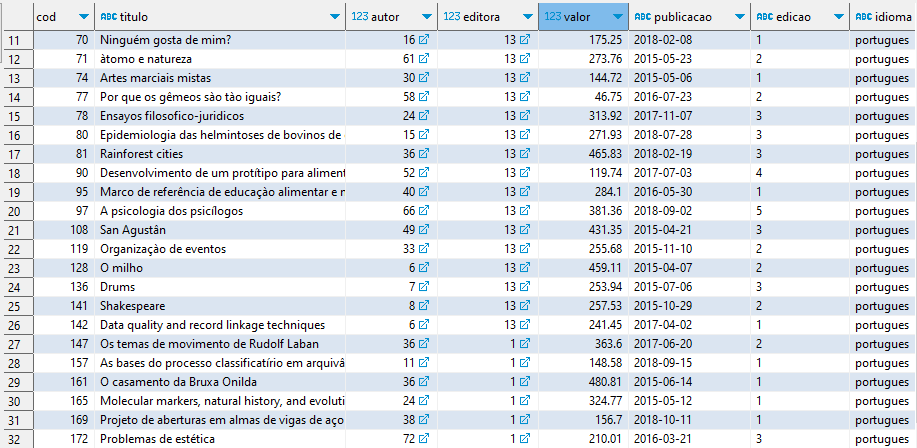 cod ABC titulo 123 autor 123 editora 123 valor ABC publicacao ABC edicao ABC idioma
11 70 Ninguém gosta de mim? 16 13 175.25 2018-02-08 1 portugues
12 71 àtomo e natureza 61 13 273.76 2015-05-23 2 portugues
13 74 Artes marciais mistas 30 13 144.72 2015-05-06 1 portugues
14 77 Por que os gêmeos sào tào iguais? 58 13 46.75 2016-07-23 2 portugues
15 78 Ensayos filosofico-juridicos 24 13 313.92 2017-11-07 3 portugues
16 80 Epidemiologia das helmintoses de bovinos de 15 13 271.93 2018-07-28 3 portugues
17 81 Rainforest cities 36 13 465.83 2018-02-19 3 portugues
18 90 Desenvolvimento de um protítipo para aliment 52 13 119.74 2017-07-03 4 portugues
19 95 Marco de referência de educaçào alimentar e 40 13 284.1 2016-05-30 1 portugues
20 97 A psicologia dos psicílogos 66 13 381.36 2018-09-02 5 portugues
21 108 San Agustân 49 13 431.35 2015-04-21 3 portugues
22 119 Organizaçào de eventos 33 13 255.68 2015-11-10 2 portugues
23 128 O milho 6 13 459.11 2015-04-07 2 portugues
24 136 Drums 7 13 253.94 2015-07-06 3 portugues
25 141 Shakespeare 8 13 257.53 2015-10-29 2 portugues
26 142 Data quality and record linkage techniques 6 13 241.45 2017-04-02 1 portugues
27 147 Os temas de movimento de Rudolf Laban 36 1 363.6 2017-06-20 2 portugues
28 157 As bases do processo classificatírio em arquivâ 11 1 148.58 2018-09-15 1 portugues
29 161 O casamento da Bruxa Onilda 36 1 480.81 2015-06-14 1 portugues
30 165 Molecular markers, natural history, and evoluti 24 1 324.77 2015-05-12 1 portugues
31 169 Projeto de aberturas em almas de vigas de aço 38 1 156.7 2018-10-11 1 portugues
32 172 Problemas de estética 72 1 210.01 2016-03-21 3 portugues